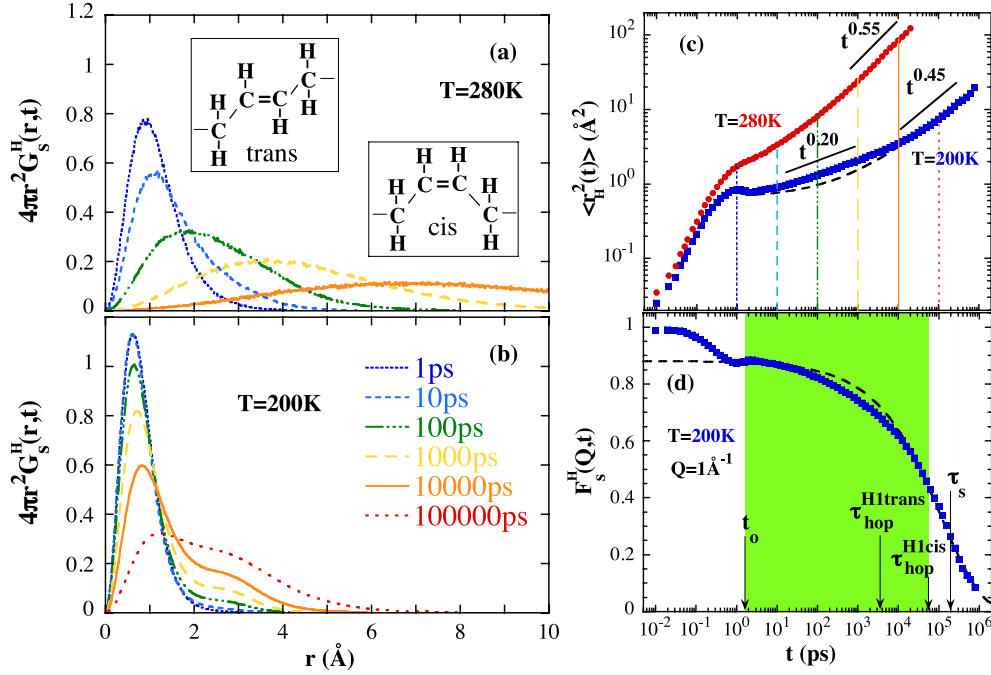 (a)
T=280K
H
H
C
H
C=C
H
C
H
H
trans
H H
C=C
C C
H H
H H
cis
4πr²G_s^H(r,t)
1.2
1
0.8
0.6
0.4
0.2
0
(b)
T=200K
1ps
10ps
100ps
1000ps
10000ps
100000ps
4πr²G_s^H(r,t)
1
0.8
0.6
0.4
0.2
0
0 2 4 6 8 10
r (Å)
(c)
t^0.55
t^0.45
t^0.20
T=280K
T=200K
<r_H^2(t)> (Å²)
10²
10¹
10⁰
10⁻¹
(d)
T=200K
Q=1Å⁻¹
t_o
τ_hop^H1trans
τ_hop^H1cis
τ_s
F_s^H(Q,t)
1
0.8
0.6
0.4
0.2
0
10⁻² 10⁻¹ 10⁰ 10¹ 10² 10³ 10⁴ 10⁵ 10⁶
t (ps)